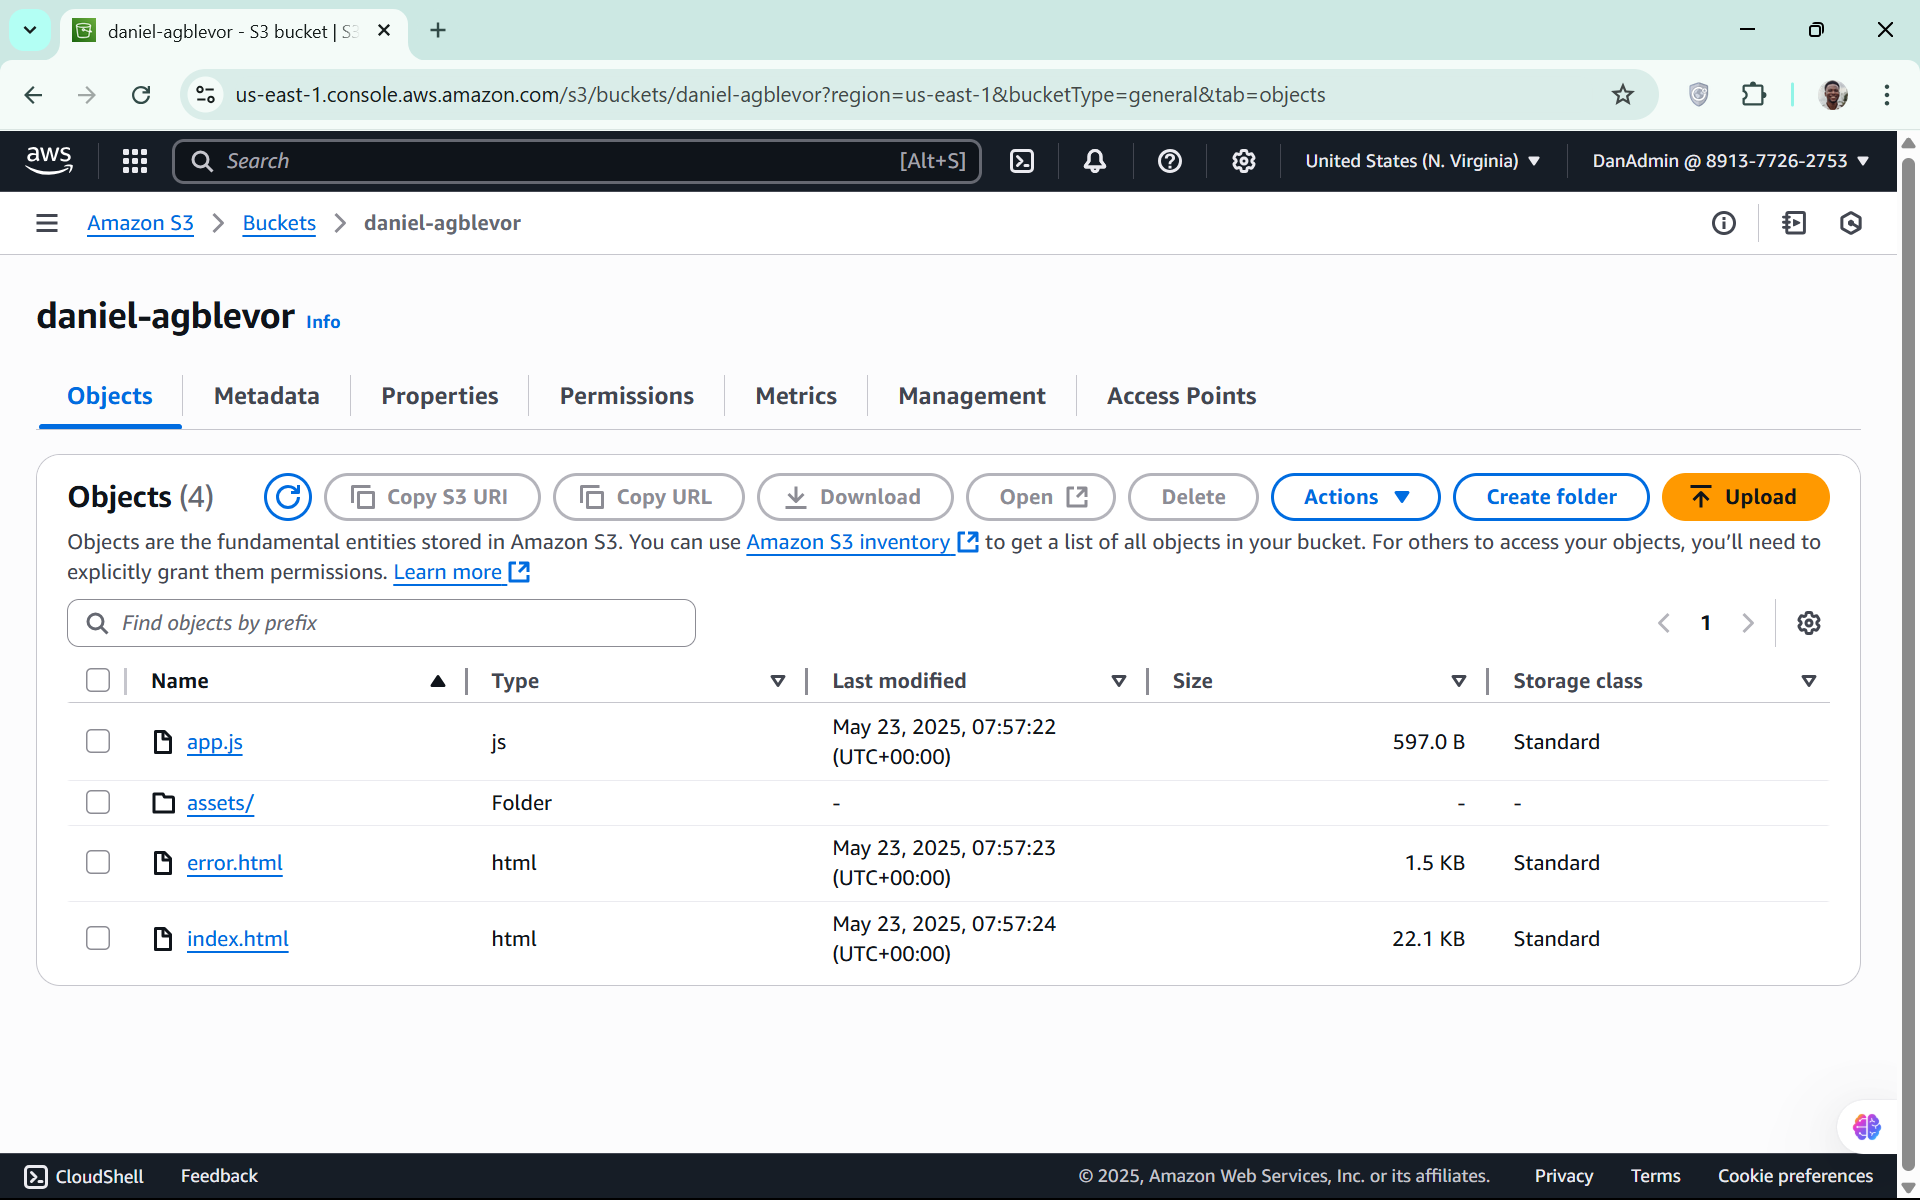 daniel-agblevor - S3 bucket | S3
us-east-1.console.aws.amazon.com/s3/buckets/daniel-agblevor?region=us-east-1&bucketType=general&tab=objects
aws
Search [Alt+S]
United States (N. Virginia)
DanAdmin @ 8913-7726-2753
Amazon S3 > Buckets > daniel-agblevor
daniel-agblevor Info
Objects Metadata Properties Permissions Metrics Management Access Points
Objects (4) Copy S3 URI Copy URL Download Open Delete Actions Create folder Upload
Objects are the fundamental entities stored in Amazon S3. You can use Amazon S3 inventory to get a list of all objects in your bucket. For others to access your objects, you’ll need to
explicitly grant them permissions. Learn more
Find objects by prefix
1
Name Type Last modified Size Storage class
app.js js May 23, 2025, 07:57:22 (UTC+00:00) 597.0 B Standard
assets/ Folder - - -
error.html html May 23, 2025, 07:57:23 (UTC+00:00) 1.5 KB Standard
index.html html May 23, 2025, 07:57:24 (UTC+00:00) 22.1 KB Standard
CloudShell Feedback © 2025, Amazon Web Services, Inc. or its affiliates. Privacy Terms Cookie preferences